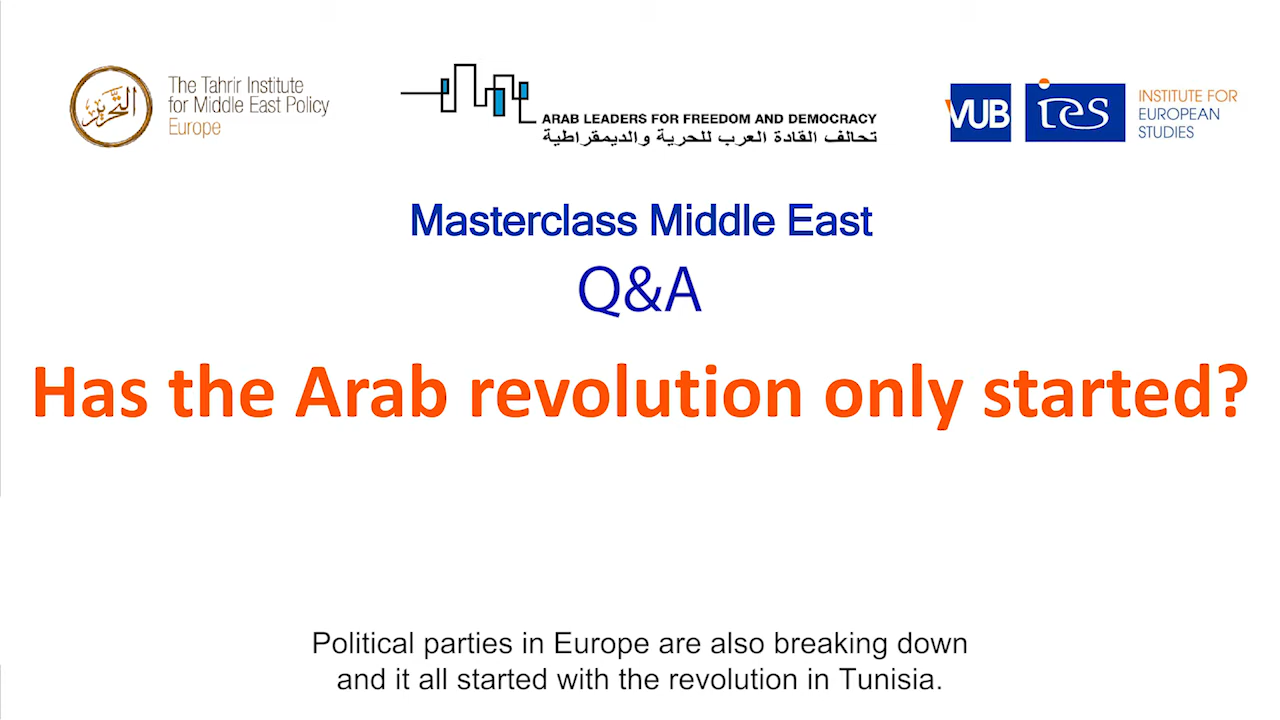 التحرير
The Tahrir Institute
for Middle East Policy
Europe
ARAB LEADERS FOR FREEDOM AND DEMOCRACY
تحالف القادة العرب للحرية والديمقراطية
VUB
ies
INSTITUTE FOR
EUROPEAN
STUDIES
Masterclass Middle East
Q&A
Has the Arab revolution only started?
Political parties in Europe are also breaking down
and it all started with the revolution in Tunisia.